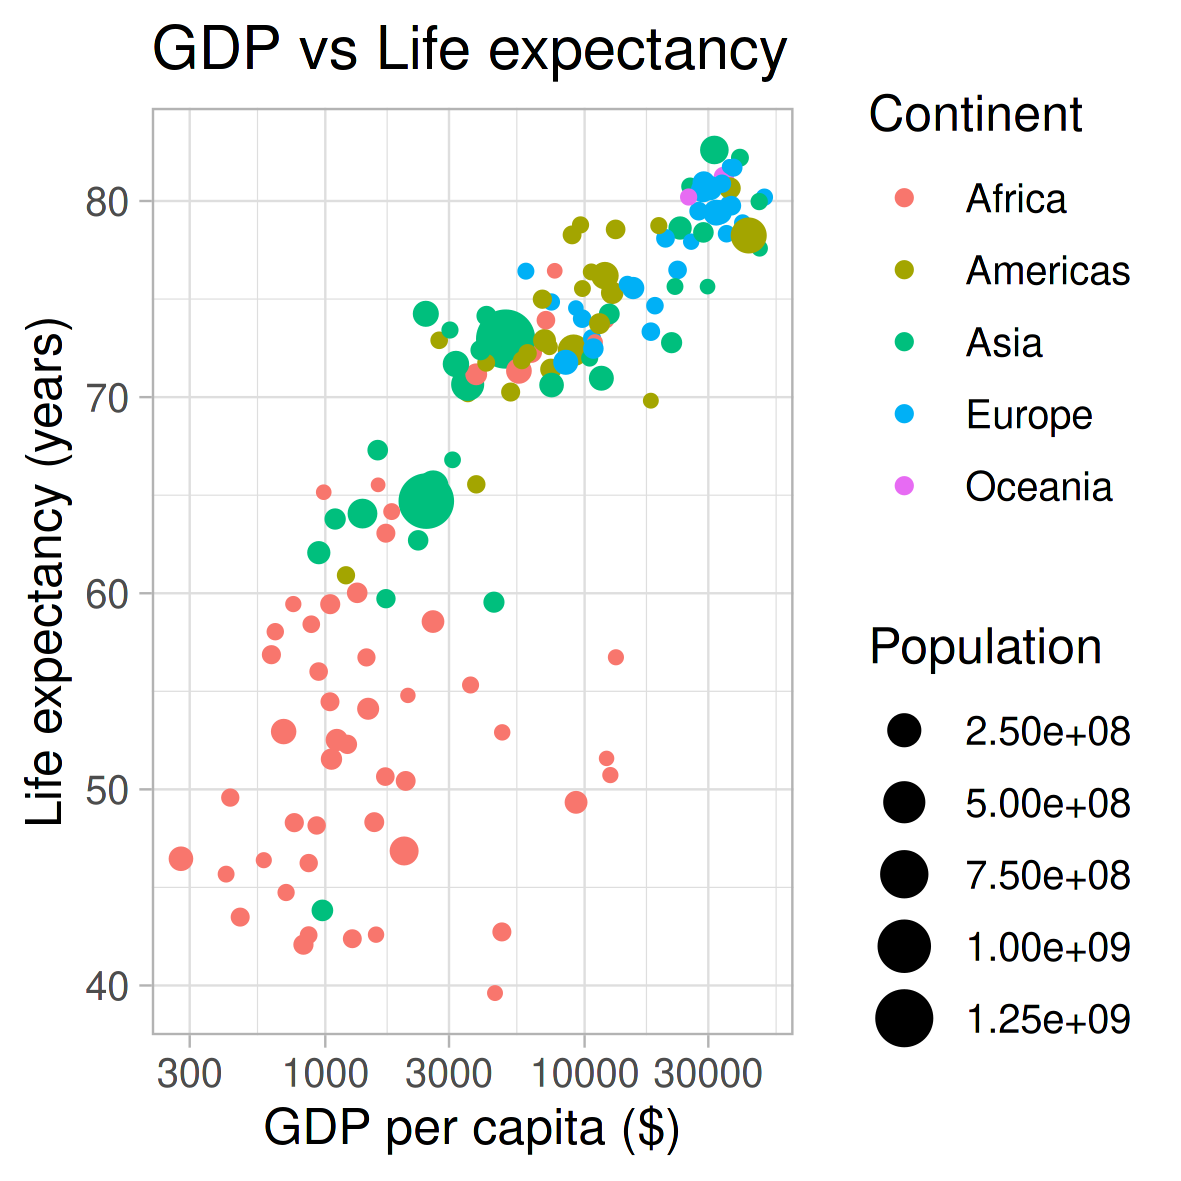 GDP vs Life expectancy
Life expectancy (years)
80
70
60
50
40
300 1000 3000 10000 30000
GDP per capita ($)
Continent
Africa
Americas
Asia
Europe
Oceania
Population
2.50e+08
5.00e+08
7.50e+08
1.00e+09
1.25e+09